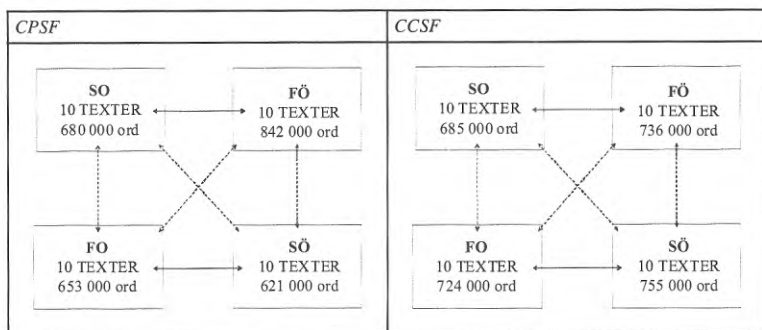 CPSF
CCSF
SO
10 TEXTER
680 000 ord
FÖ
10 TEXTER
842 000 ord
FO
10 TEXTER
653 000 ord
SÖ
10 TEXTER
621 000 ord
SO
10 TEXTER
685 000 ord
FÖ
10 TEXTER
736 000 ord
FO
10 TEXTER
724 000 ord
SÖ
10 TEXTER
755 000 ord